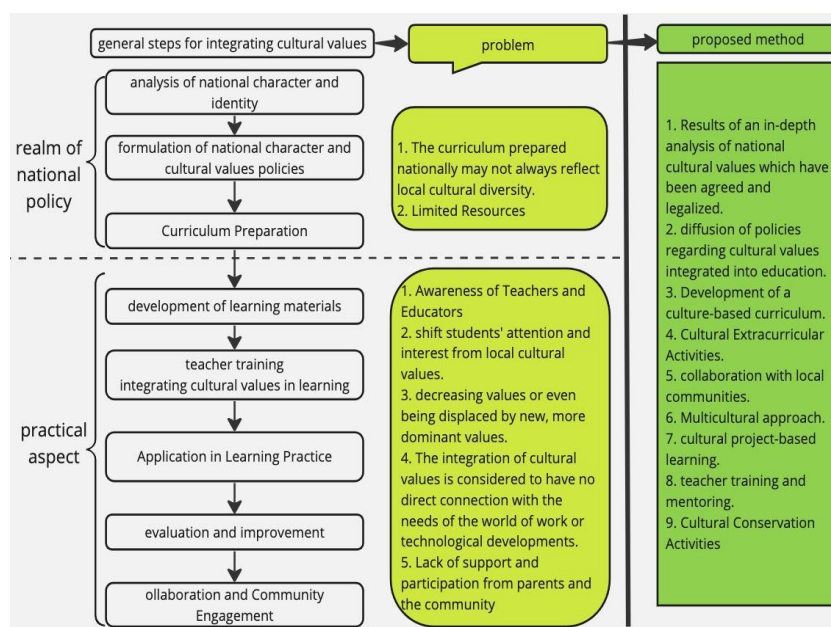 general steps for integrating cultural values
problem
proposed method
realm of
national
policy
analysis of national character and
identity
formulation of national character and
cultural values policies
Curriculum Preparation
1. The curriculum prepared
nationally may not always reflect
local cultural diversity.
2. Limited Resources
practical
aspect
development of learning materials
teacher training
integrating cultural values in learning
Application in Learning Practice
evaluation and improvement
ollaboration and Community
Engagement
1. Awareness of Teachers and
Educators
2. shift students' attention and
interest from local cultural
values.
3. decreasing values or even
being displaced by new, more
dominant values.
4. The integration of cultural
values is considered to have no
direct connection with the
needs of the world of work or
technological developments.
5. Lack of support and
participation from parents and
the community
1. Results of an in-depth
analysis of national
cultural values which have
been agreed and
legalized.
2. diffusion of policies
regarding cultural values
integrated into education.
3. Development of a
culture-based curriculum.
4. Cultural Extracurricular
Activities.
5. collaboration with local
communities.
6. Multicultural approach.
7. cultural project-based
learning.
8. teacher training and
mentoring.
9. Cultural Conservation
Activities